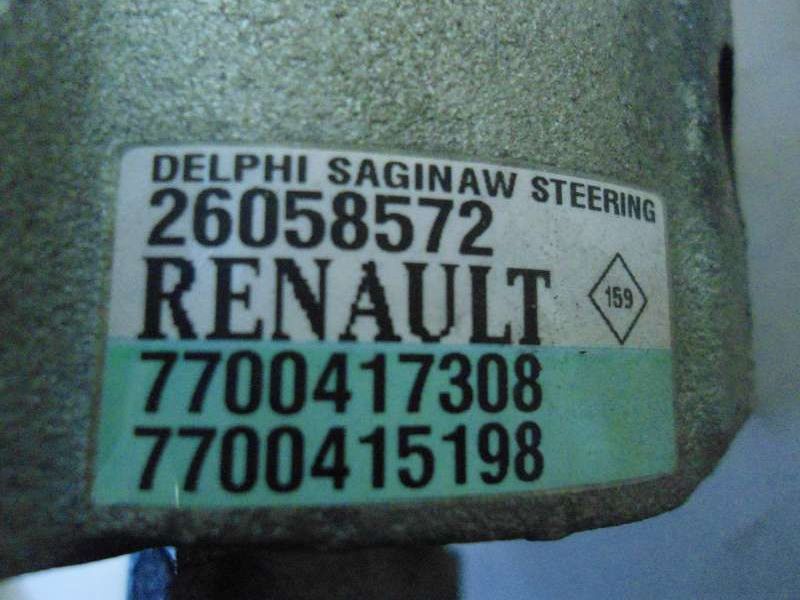 DELPHI SAGINAW STEERING
26058572
RENAULT
159
7700417308
7700415198